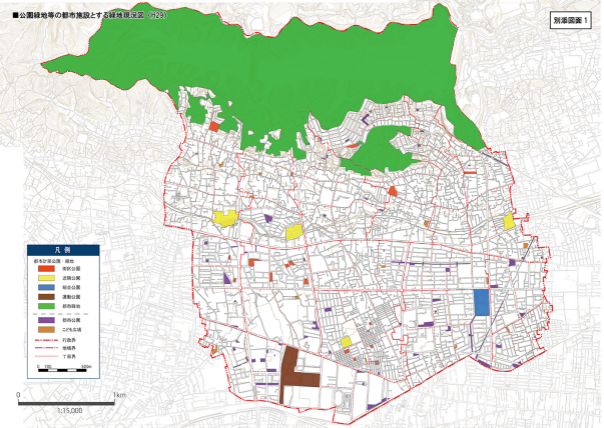 ■公園緑地等の都市施設とする緑地現況図（H29）
別添図面1
凡例
都市計画公園・緑地
街区公園
近隣公園
総合公園
運動公園
都市緑地
都市公園
こども広場
行政界
地域界
丁目界
0 1km
1:15,000